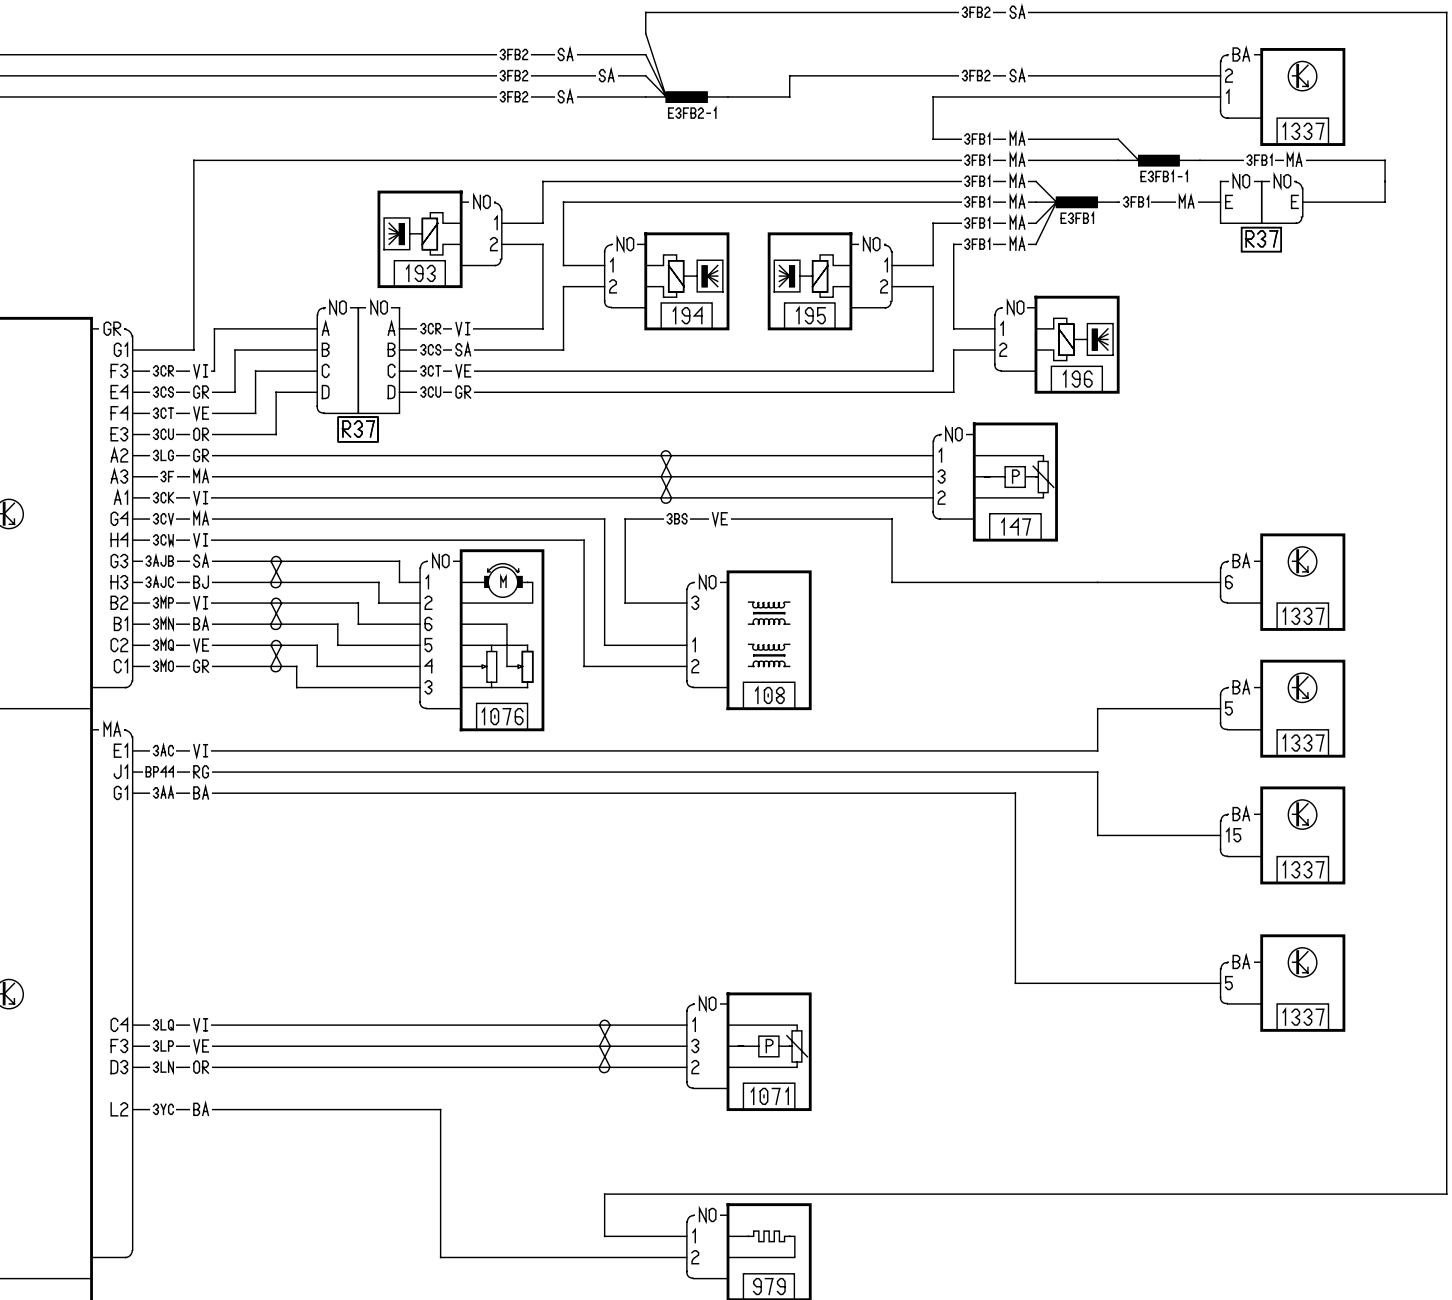 3FB2 SA
3FB2 SA
3FB2 SA
3FB2 SA
3FB2 SA
E3FB2-1
BA
2
1
1337
3FB1 MA
3FB1 MA
E3FB1-1
3FB1 MA
3FB1 MA
3FB1 MA
3FB1 MA
3FB1 MA
E3FB1
3FB1 MA
NO NO
E E
R37
NO
1
2
193
NO
1
2
194
NO
1
2
195
NO
1
2
196
NO NO
A A 3CR VI
B B 3CS SA
C C 3CT VE
D D 3CU GR
R37
GR
G1
F3 3CR VI
E4 3CS GR
F4 3CT VE
E3 3CU OR
A2 3LG GR
A3 3F MA
A1 3CK VI
G4 3CV MA
H4 3CW VI
G3 3AJB SA
H3 3AJC BJ
B2 3MP VI
B1 3MN BA
C2 3MQ VE
C1 3MO GR
NO
1
3
2
P
147
3BS VE
NO
1
2
6
5
4
3
M
1076
NO
3
1
2
108
BA
6
1337
BA
5
1337
BA
15
1337
BA
5
1337
MA
E1 3AC VI
J1 BP44 RG
G1 3AA BA
C4 3LQ VI
F3 3LP VE
D3 3LN OR
L2 3YC BA
NO
1
3
2
P
1071
NO
1
2
979